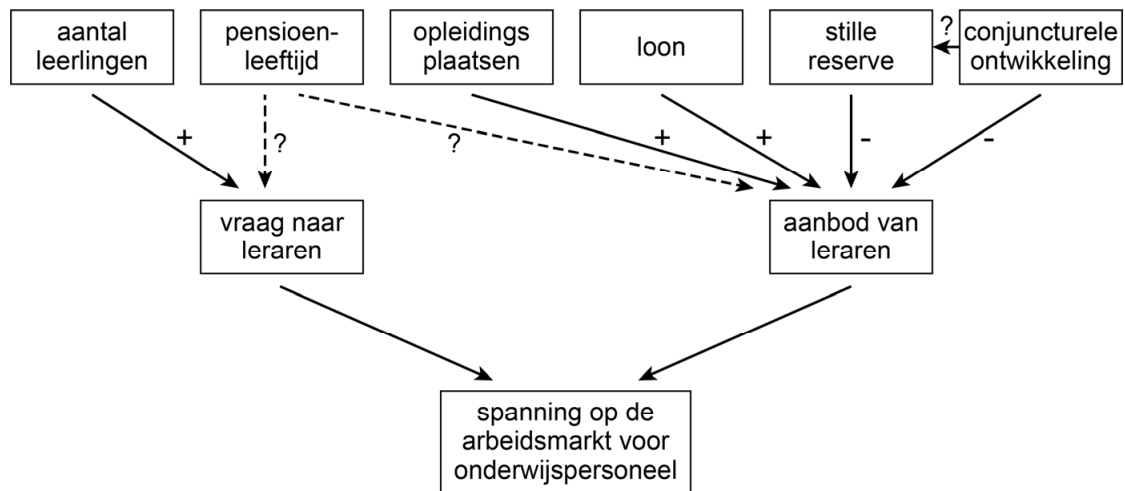 aantal
leerlingen
pensioen-
leeftijd
opleidings
plaatsen
loon
stille
reserve
?
conjuncturele
ontwikkeling
+
?
?
+
+
-
-
vraag naar
leraren
aanbod van
leraren
spanning op de
arbeidsmarkt voor
onderwijspersoneel